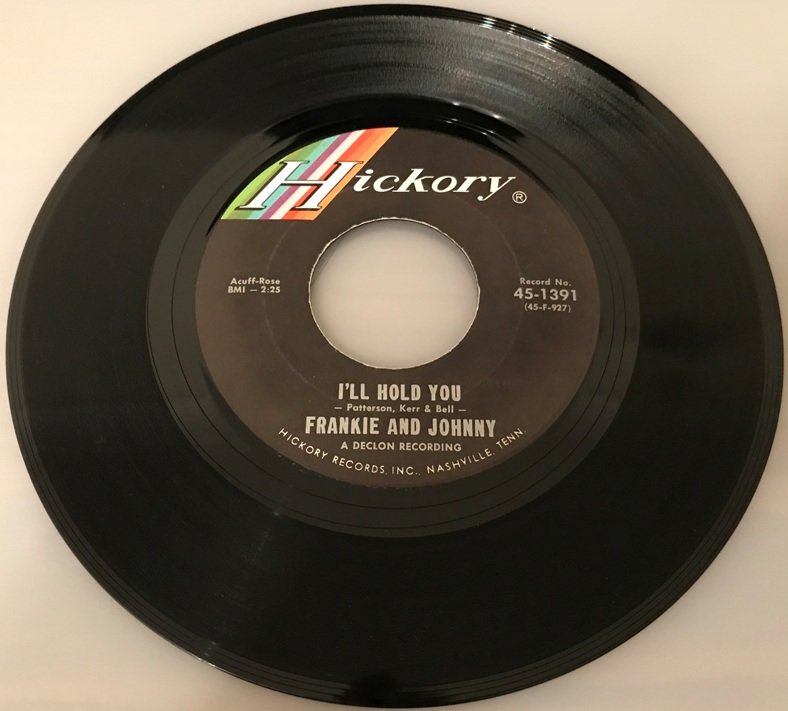 Hickory ®
Acuff-Rose
BMI — 2:25
Record No.
45-1391
(45-F-927)
I'LL HOLD YOU
— Patterson, Kerr & Bell —
FRANKIE AND JOHNNY
A DECLON RECORDING
HICKORY RECORDS, INC., NASHVILLE, TENN.